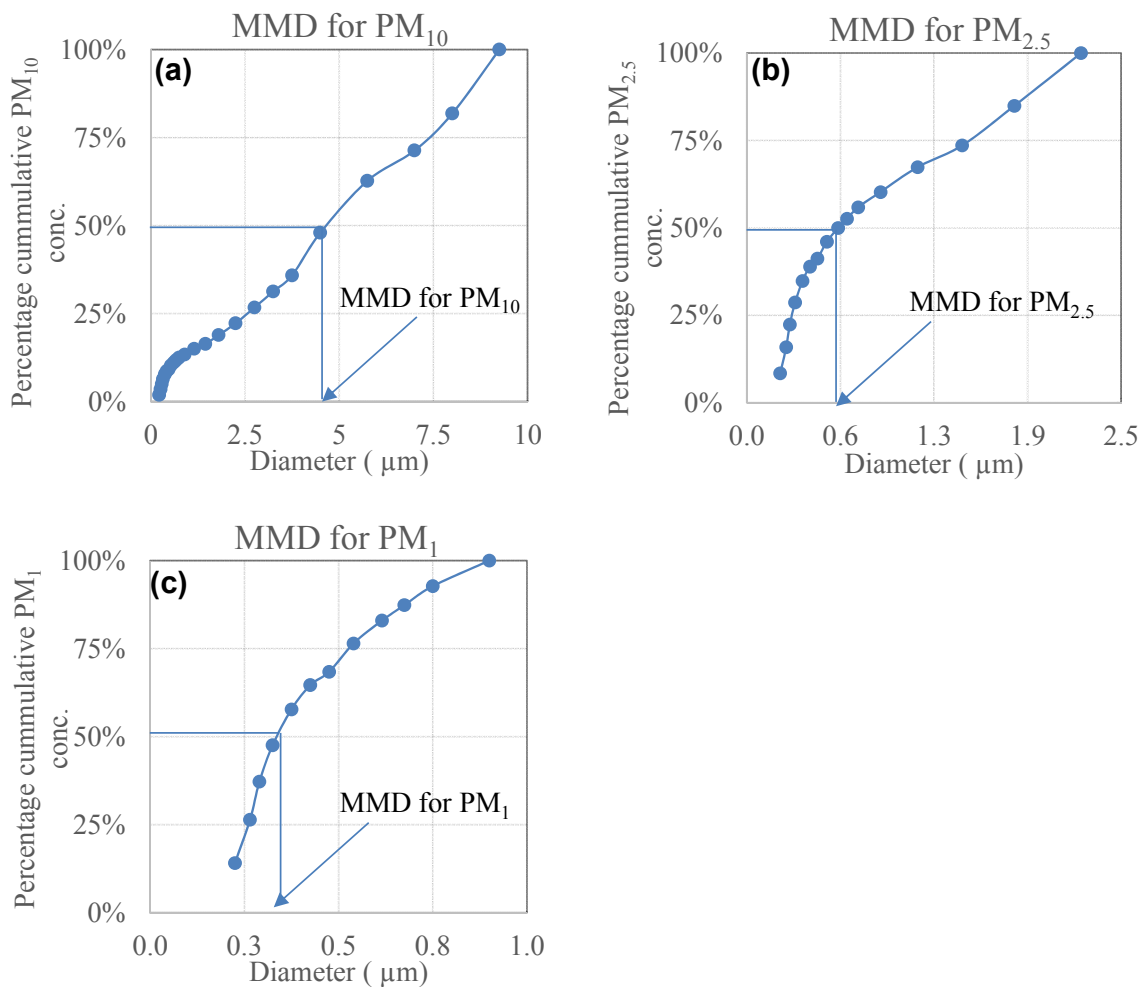 MMD for PM10
(a)
Percentage cummulative PM10
conc.
100%
75%
50%
25%
0%
MMD for PM10
0
2.5
5
7.5
10
Diameter ( µm)
MMD for PM2.5
(b)
Percentage cummulative PM2.5
conc.
100%
75%
50%
25%
0%
MMD for PM2.5
0.0
0.6
1.3
1.9
2.5
Diameter ( µm)
MMD for PM1
(c)
Percentage cummulative PM1
conc.
100%
75%
50%
25%
0%
MMD for PM1
0.0
0.3
0.5
0.8
1.0
Diameter ( µm)